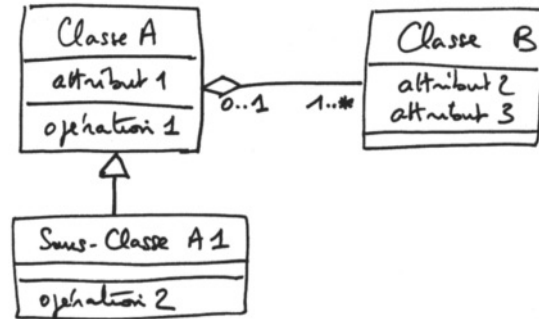 Classe A
attribut 1
opération 1
0..1
1..*
Classe B
attribut 2
attribut 3
Sous-Classe A1
opération 2